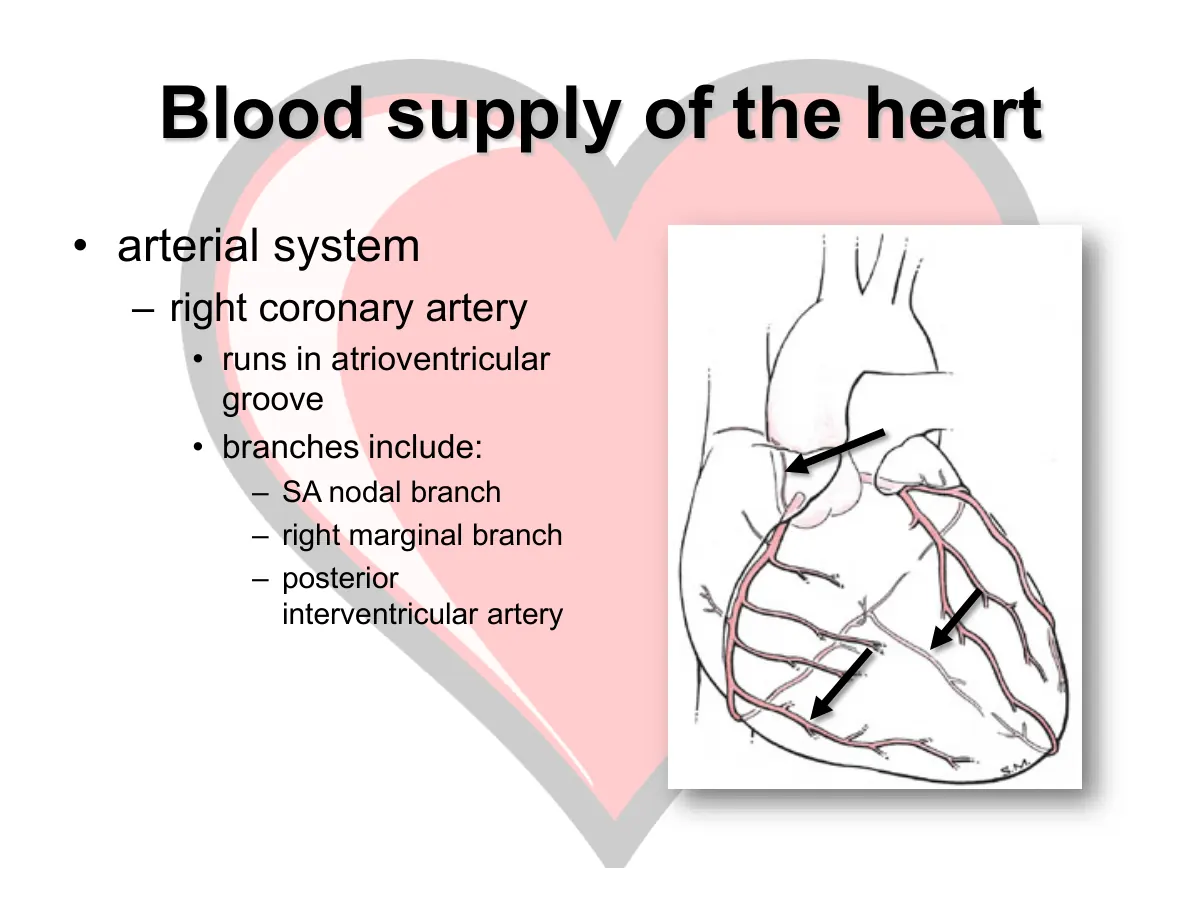 Blood supply of the heart
• arterial system
– right coronary artery
• runs in atrioventricular
groove
• branches include:
– SA nodal branch
– right marginal branch
– posterior
interventricular artery
S.M.